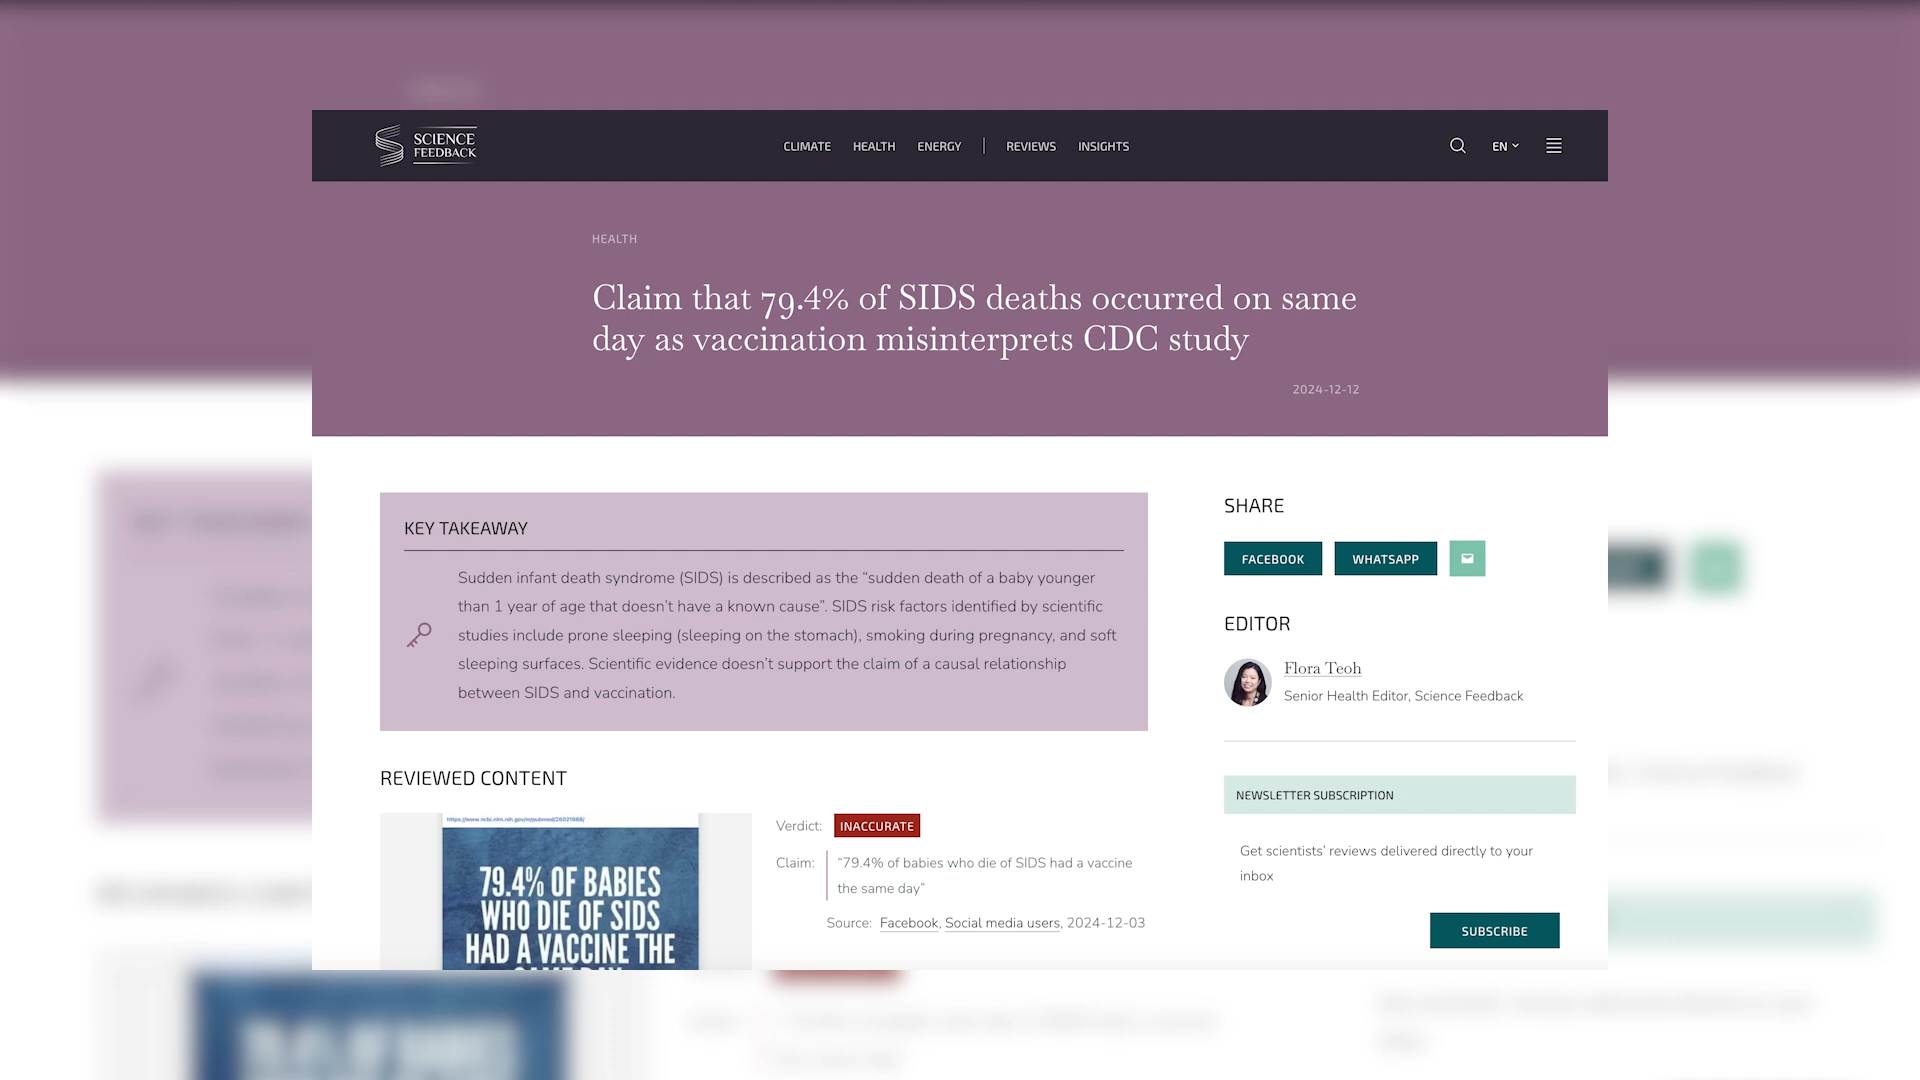 SCIENCE
FEEDBACK
CLIMATE HEALTH ENERGY REVIEWS INSIGHTS
EN
HEALTH
Claim that 79.4% of SIDS deaths occurred on same
day as vaccination misinterprets CDC study
2024-12-12
KEY TAKEAWAY
Sudden infant death syndrome (SIDS) is described as the “sudden death of a baby younger
than 1 year of age that doesn’t have a known cause”. SIDS risk factors identified by scientific
studies include prone sleeping (sleeping on the stomach), smoking during pregnancy, and soft
sleeping surfaces. Scientific evidence doesn’t support the claim of a causal relationship
between SIDS and vaccination.
REVIEWED CONTENT
https://www.ncbi.nlm.nih.gov/m/pubmed/26021988/
79.4% OF BABIES
WHO DIE OF SIDS
HAD A VACCINE THE
SAME DAY
Verdict: INACCURATE
Claim: “79.4% of babies who die of SIDS had a vaccine
the same day”
Source: Facebook, Social media users, 2024-12-03
SHARE
FACEBOOK WHATSAPP
EDITOR
Flora Teoh
Senior Health Editor, Science Feedback
NEWSLETTER SUBSCRIPTION
Get scientists’ reviews delivered directly to your
inbox
SUBSCRIBE